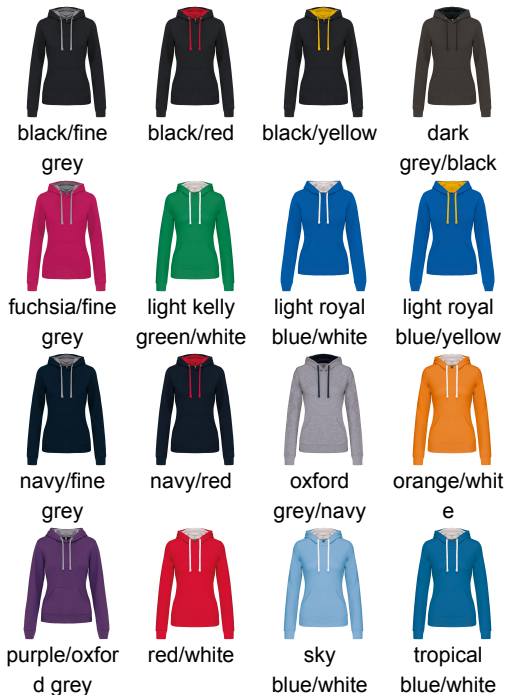 black/fine grey
black/red
black/yellow
dark grey/black
fuchsia/fine grey
light kelly green/white
light royal blue/white
light royal blue/yellow
navy/fine grey
navy/red
oxford grey/navy
orange/whit
e
purple/oxfor
d grey
red/white
sky blue/white
tropical blue/white